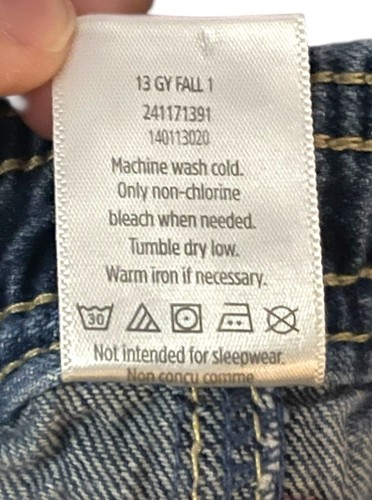 13 GY FALL 1
241171391
140113020
Machine wash cold.
Only non-chlorine
bleach when needed.
Tumble dry low.
Warm iron if necessary.
30
Not intended for sleepwear.
Non conçu comme